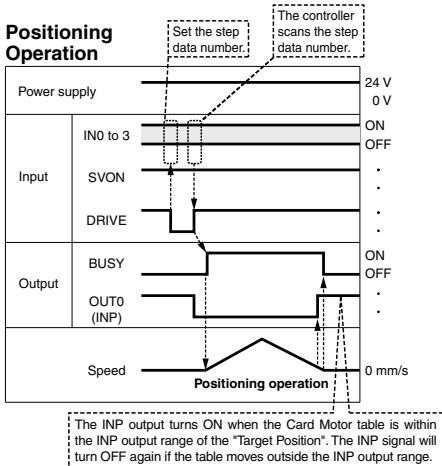 Positioning
Operation
Set the step
data number.
The controller
scans the step
data number.
Power supply
24 V
0 V
Input
IN0 to 3
ON
OFF
SVON
DRIVE
Output
BUSY
ON
OFF
OUT0
(INP)
Speed
Positioning operation
0 mm/s
The INP output turns ON when the Card Motor table is within
the INP output range of the "Target Position". The INP signal will
turn OFF again if the table moves outside the INP output range.